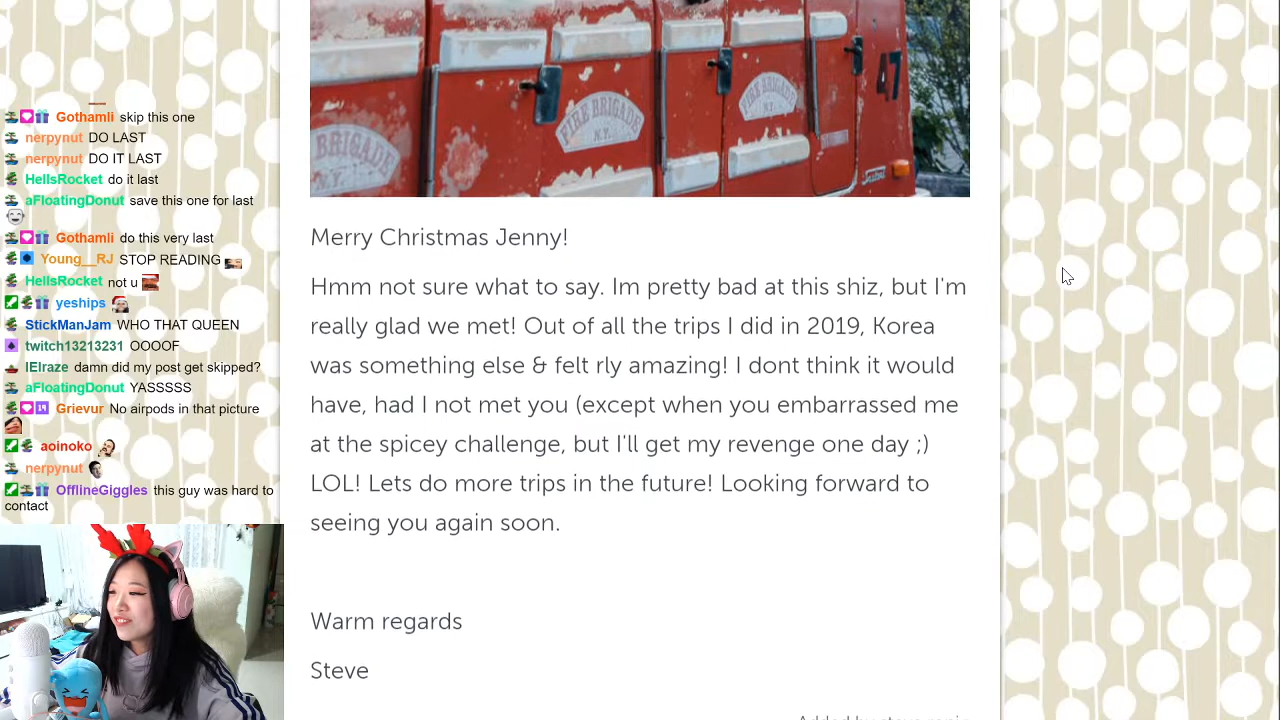 Gothamli skip this one
nerpynut DO LAST
nerpynut DO IT LAST
HellsRocket do it last
aFloatingDonut save this one for last
Gothamli do this very last
Young__RJ STOP READING
HellsRocket not u
yeships
StickManJam WHO THAT QUEEN
twitch13213231 OOOOF
IEIraze damn did my post get skipped?
aFloatingDonut YASSSSS
Grievur No airpods in that picture
aoinoko
nerpynut
OfflineGiggles this guy was hard to
contact
BRIGADE
N.Y.
FIRE BRIGADE
N.Y.
FIRE BRIGADE
N.Y.
47
Merry Christmas Jenny!
Hmm not sure what to say. Im pretty bad at this shiz, but I'm
really glad we met! Out of all the trips I did in 2019, Korea
was something else & felt rly amazing! I dont think it would
have, had I not met you (except when you embarrassed me
at the spicey challenge, but I'll get my revenge one day ;)
LOL! Lets do more trips in the future! Looking forward to
seeing you again soon.
Warm regards
Steve